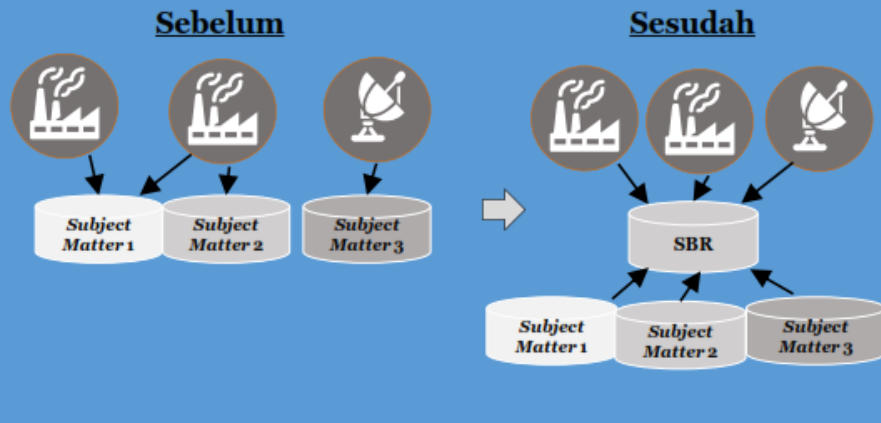 Sebelum
Sesudah
Subject
Matter 1
Subject
Matter 2
Subject
Matter 3
SBR
Subject
Matter 1
Subject
Matter 2
Subject
Matter 3